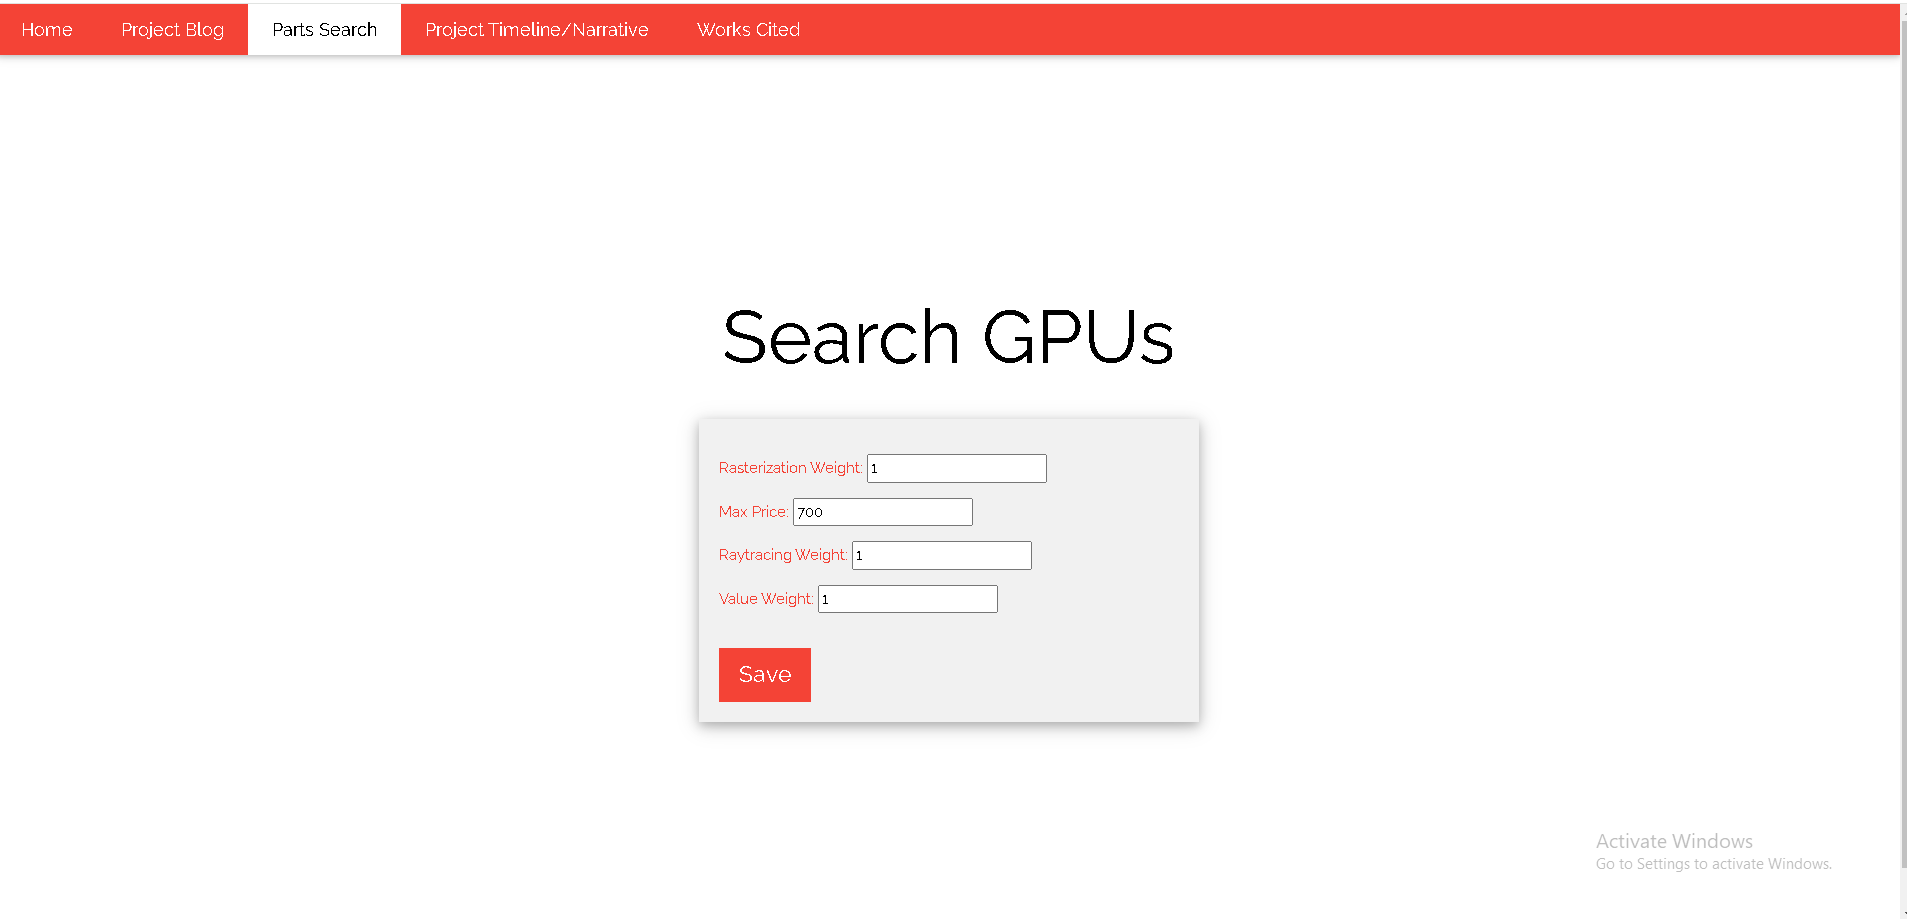 Home Project Blog Parts Search Project Timeline/Narrative Works Cited
Search GPUs
Rasterization Weight: 1
Max Price: 700
Raytracing Weight: 1
Value Weight: 1
Save
Activate Windows
Go to Settings to activate Windows.